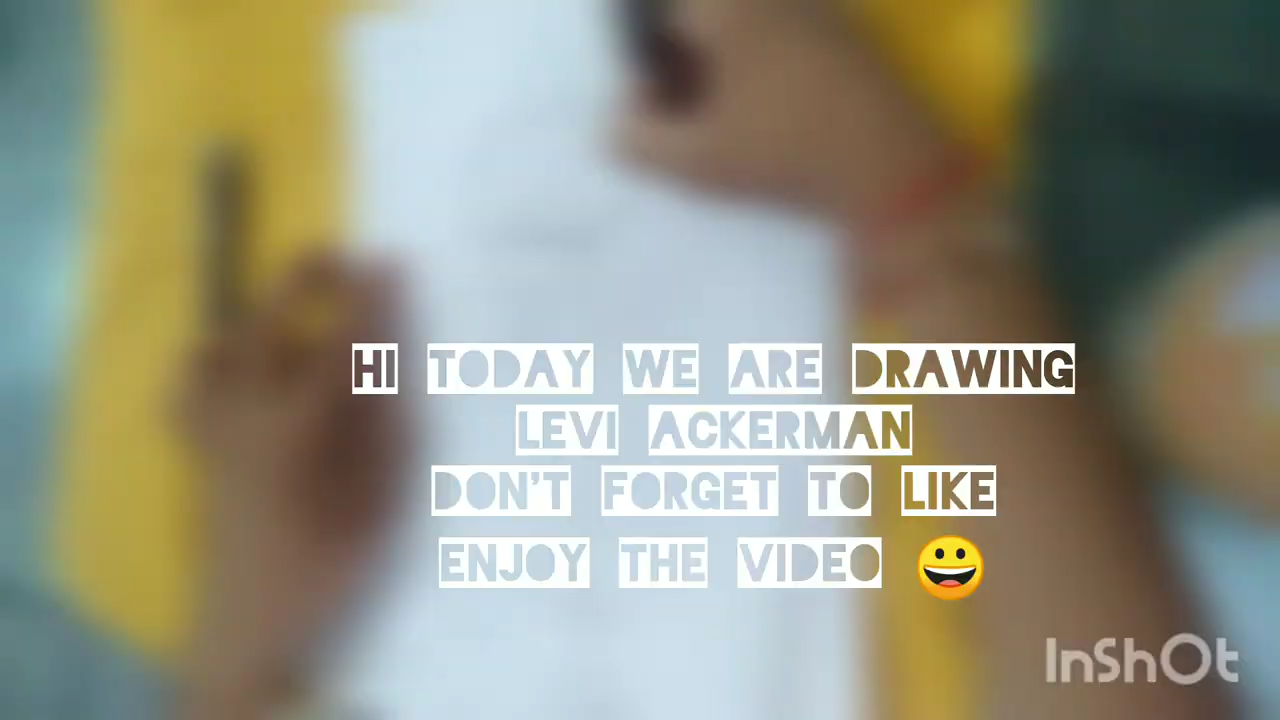 HI TODAY WE ARE DRAWING
LEVI ACKERMAN
DON'T FORGET TO LIKE
ENJOY THE VIDEO 😀
InShOt